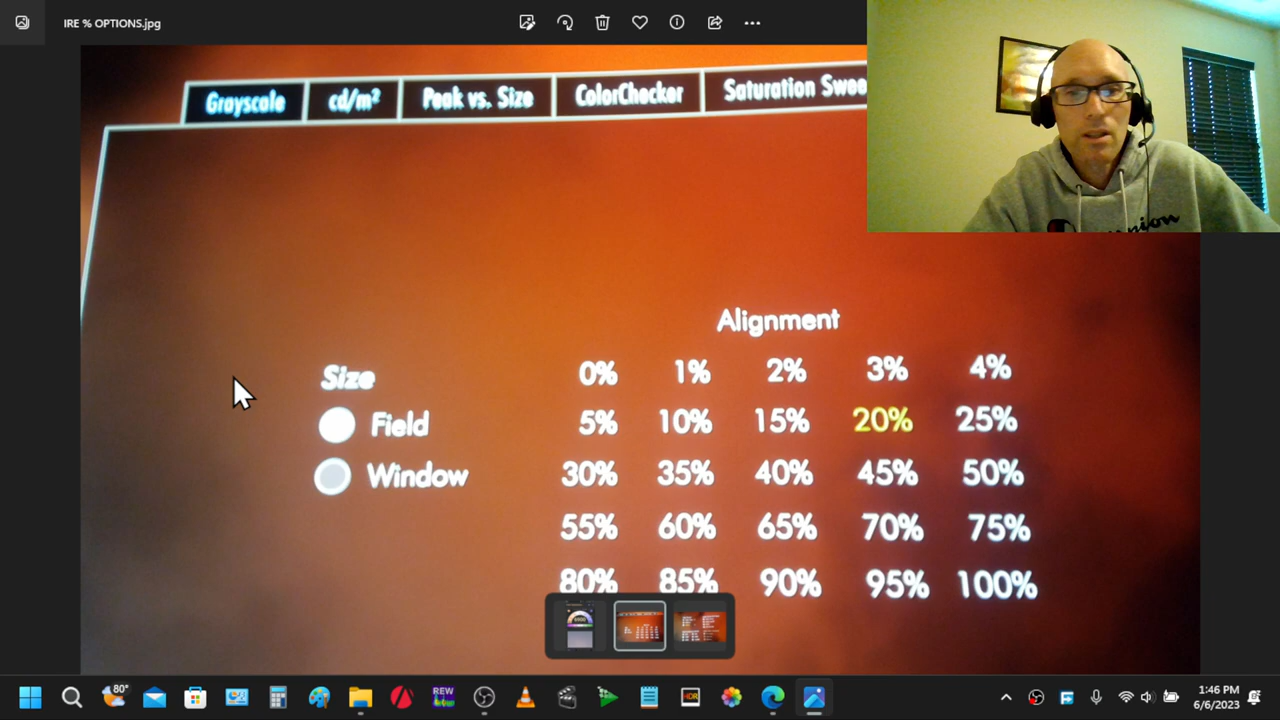 IRE % OPTIONS.jpg
Grayscale cd/m² Peak vs. Size ColorChecker Saturation Swee
Alignment
Size 0% 1% 2% 3% 4%
Field 5% 10% 15% 20% 25%
Window 30% 35% 40% 45% 50%
55% 60% 65% 70% 75%
80% 85% 90% 95% 100%
80°
REW
HDR
1:46 PM
6/6/2023